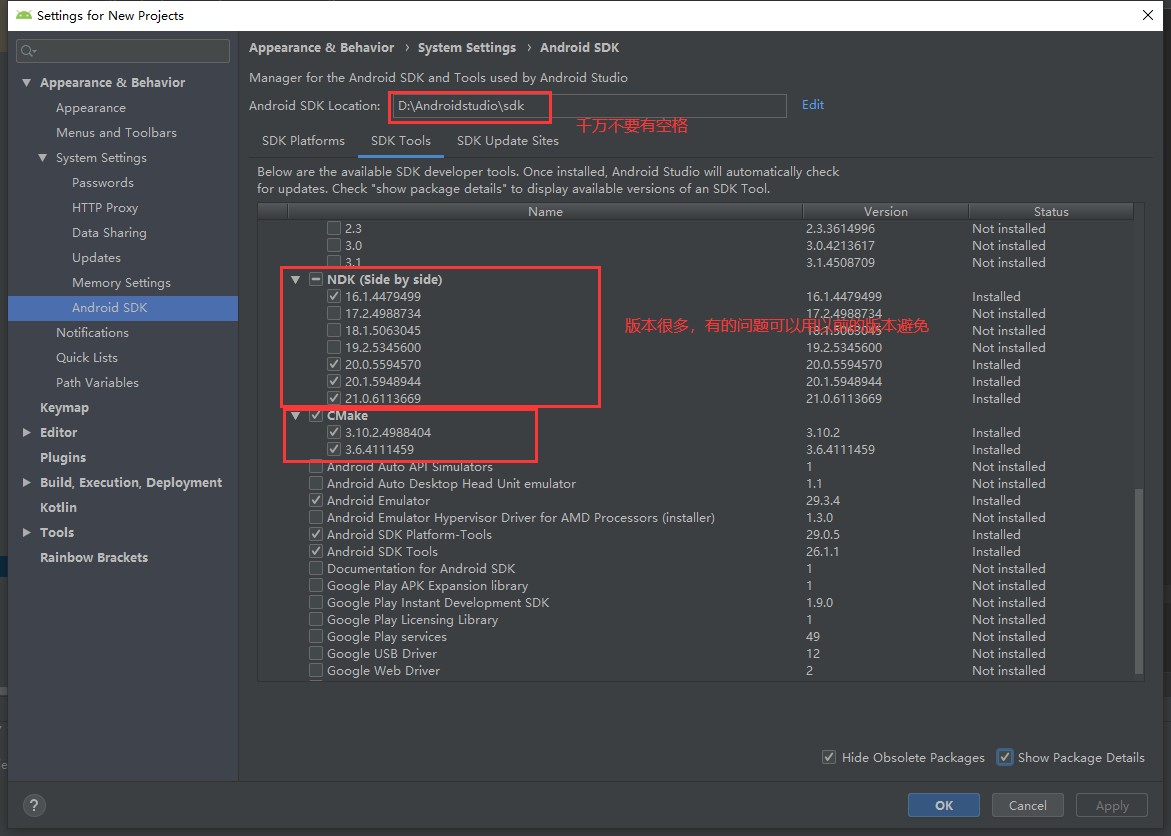 Settings for New Projects
Appearance & Behavior
Appearance
Menus and Toolbars
System Settings
Passwords
HTTP Proxy
Data Sharing
Updates
Memory Settings
Android SDK
Notifications
Quick Lists
Path Variables
Keymap
Editor
Plugins
Build, Execution, Deployment
Kotlin
Tools
Rainbow Brackets
Appearance & Behavior › System Settings › Android SDK
Manager for the Android SDK and Tools used by Android Studio
Android SDK Location: D:\Androidstudio\sdk Edit
千万不要有空格
SDK Platforms SDK Tools SDK Update Sites
Below are the available SDK developer tools. Once installed, Android Studio will automatically check
for updates. Check "show package details" to display available versions of an SDK Tool.
Name Version Status
2.3 2.3.3614996 Not installed
3.0 3.0.4213617 Not installed
3.1 3.1.4508709 Not installed
NDK (Side by side)
16.1.4479499 16.1.4479499 Installed
17.2.4988734 17.2.4988734 Not installed
版本很多，有的问题可以用以前的版本避免
18.1.5063045 18.1.5063045 Not installed
19.2.5345600 19.2.5345600 Not installed
20.0.5594570 20.0.5594570 Installed
20.1.5948944 20.1.5948944 Installed
21.0.6113669 21.0.6113669 Installed
CMake
3.10.2.4988404 3.10.2 Installed
3.6.4111459 3.6.4111459 Installed
Android Auto API Simulators 1 Not installed
Android Auto Desktop Head Unit emulator 1.1 Not installed
Android Emulator 29.3.4 Installed
Android Emulator Hypervisor Driver for AMD Processors (installer) 1.3.0 Not installed
Android SDK Platform-Tools 29.0.5 Installed
Android SDK Tools 26.1.1 Installed
Documentation for Android SDK 1 Not installed
Google Play APK Expansion library 1 Not installed
Google Play Instant Development SDK 1.9.0 Not installed
Google Play Licensing Library 1 Not installed
Google Play services 49 Not installed
Google USB Driver 12 Not installed
Google Web Driver 2 Not installed
Hide Obsolete Packages Show Package Details
? OK Cancel Apply